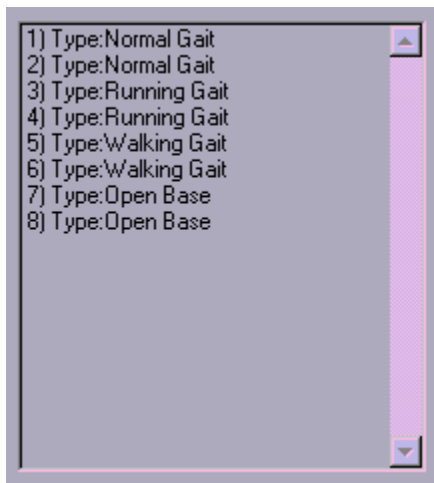 1) Type:Normal Gait
2) Type:Normal Gait
3) Type:Running Gait
4) Type:Running Gait
5) Type:Walking Gait
6) Type:Walking Gait
7) Type:Open Base
8) Type:Open Base